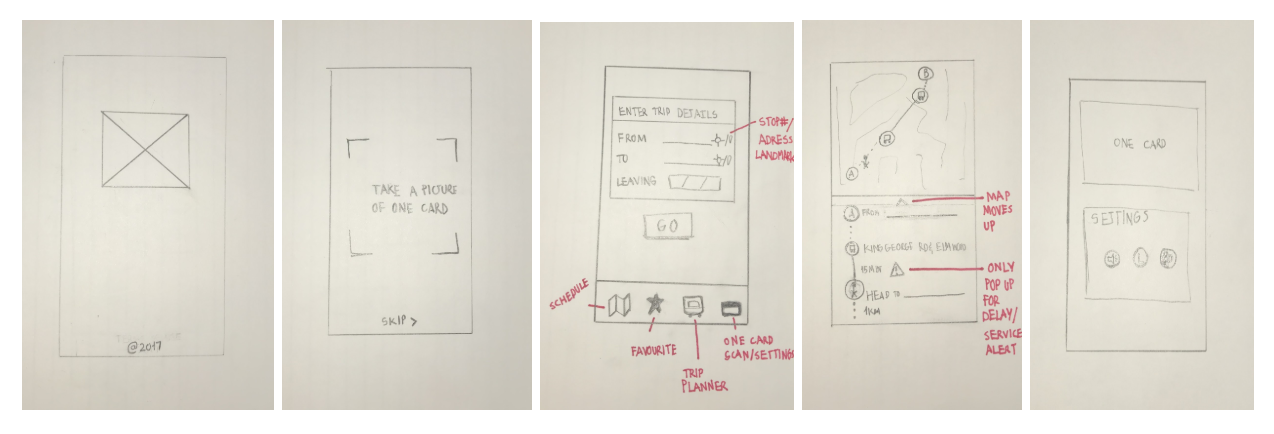 @2017
TAKE A PICTURE
OF ONE CARD
SKIP >
ENTER TRIP DETAILS
FROM
TO
LEAVING
GO
STOP#/
ADRESS
LANDMARK
SCHEDULE
FAVOURITE
TRIP
PLANNER
ONE CARD
SCAN/SETTINGS
B
A
MAP
MOVES
UP
FROM
KING GEORGE RD/, ELMWOOD
15MIN
ONLY
POP UP
FOR
DELAY/
SERVICE
ALERT
HEAD TO
1KM
ONE CARD
SETTINGS